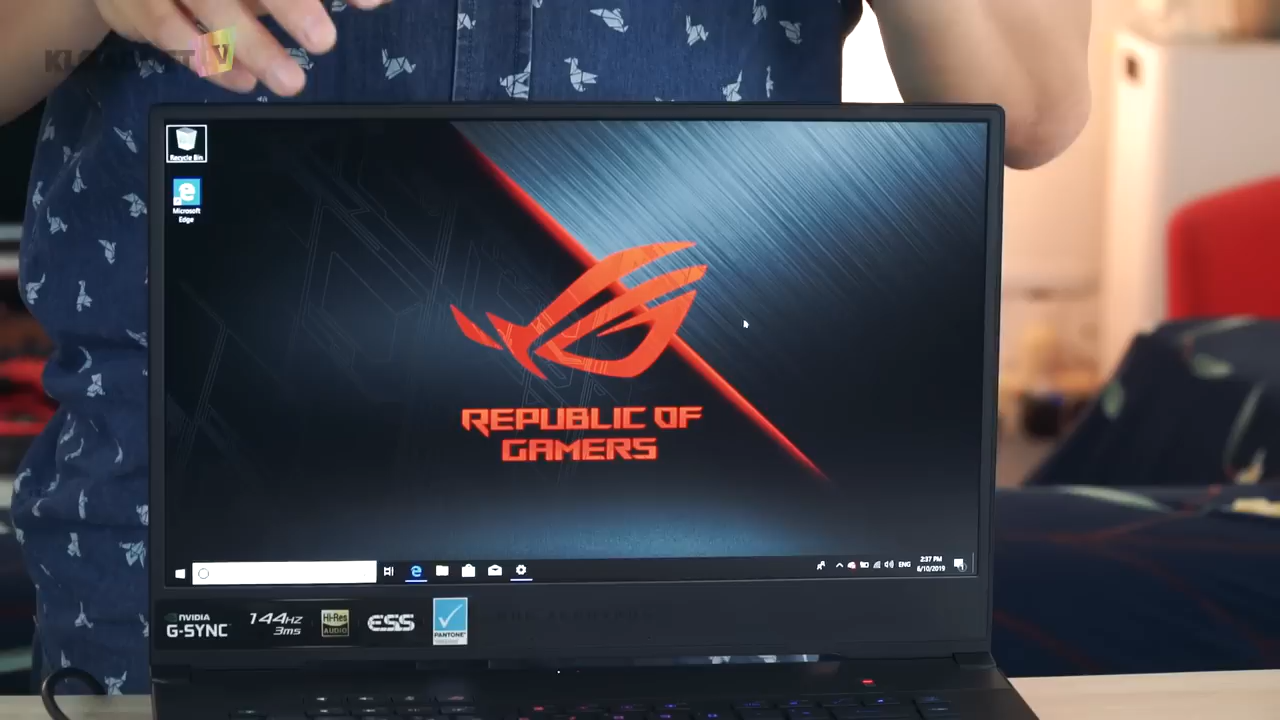 Recycle Bin
Microsoft
Edge
REPUBLIC OF
GAMERS
ENG
2:37 PM
6/10/2019
NVIDIA
G-SYNC
144HZ
3ms
Hi-Res
AUDIO
ESS
PANTONE